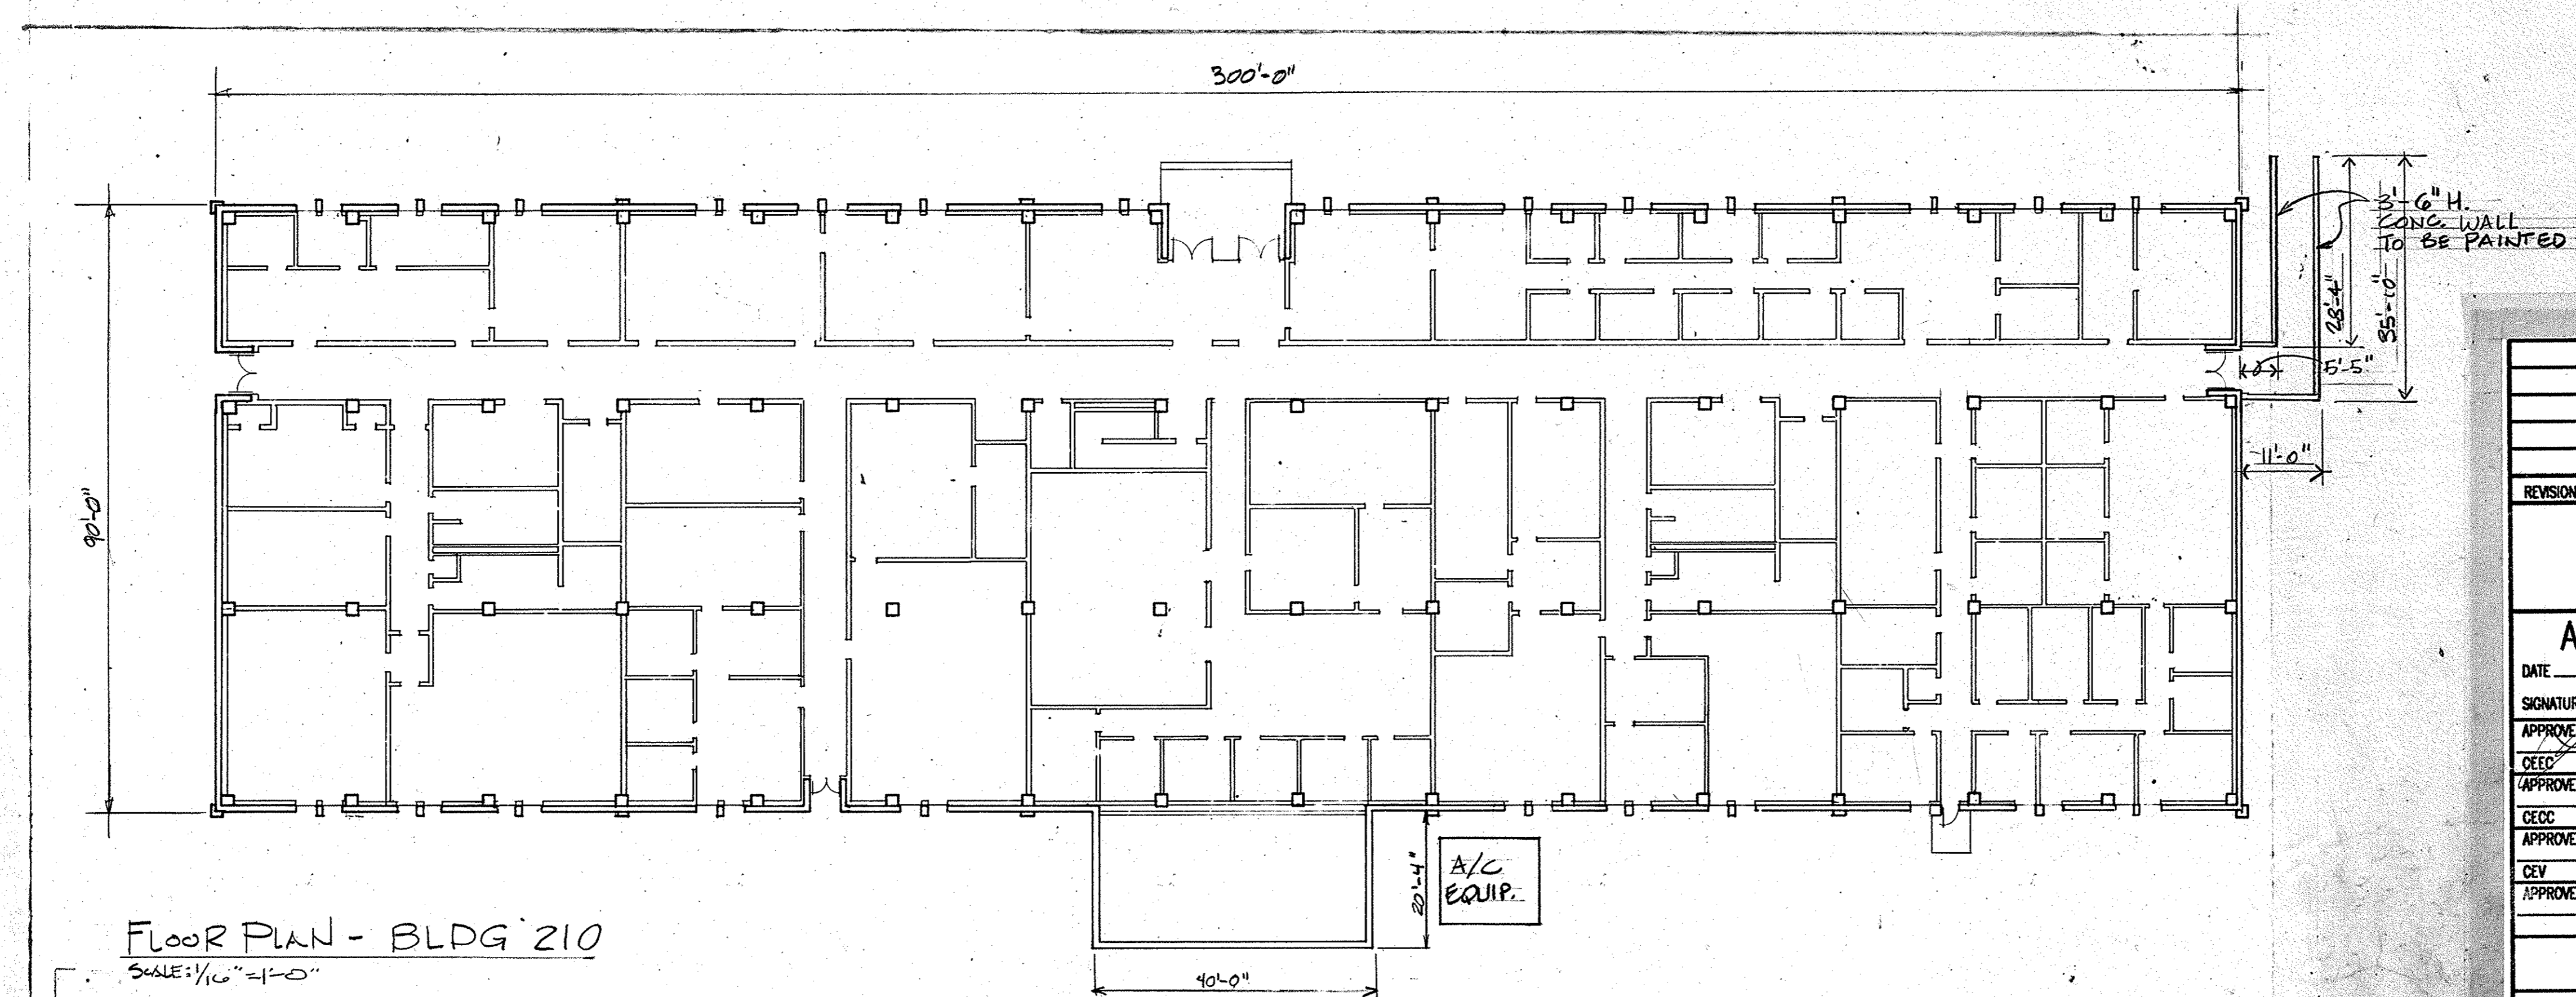 300'-0"
3'-6" H.
CONC. WALL
TO BE PAINTED
28'-4"
35'-10"
5'-5"
11'-0"
90'-0"
REVISION
A
DATE
SIGNATUR
APPROVE
CEEC
APPROVE
CECC
APPROVE
CEV
APPROVE
A/C
EQUIP.
20'-4"
40'-0"
FLOOR PLAN - BLDG 210
SCALE: 1/16" = 1'-0"